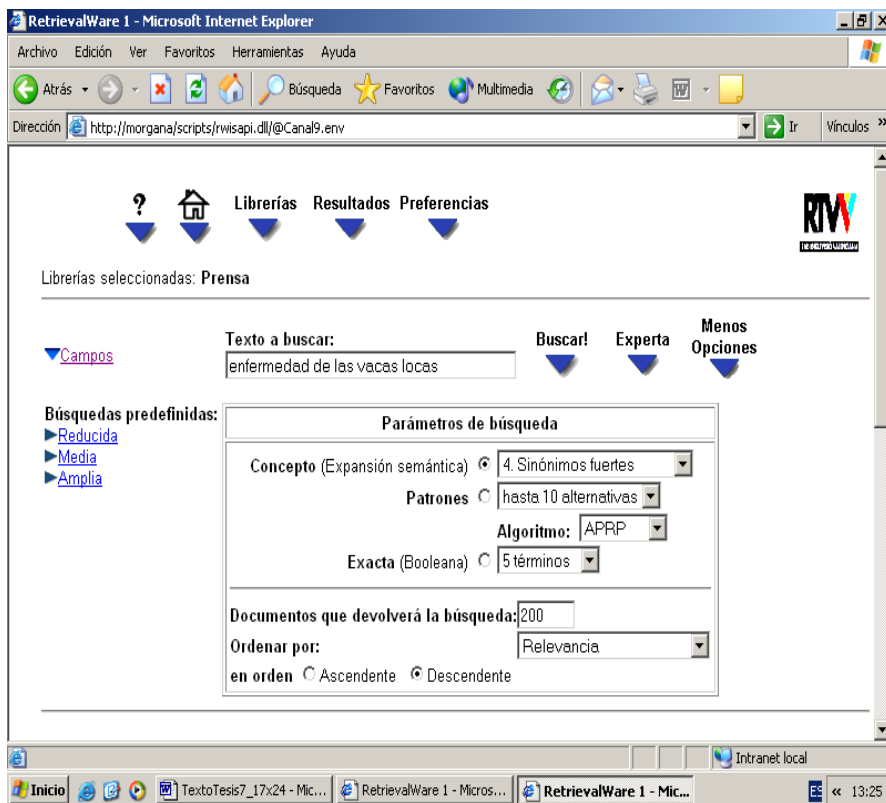 RetrievalWare 1 - Microsoft Internet Explorer
Archivo Edición Ver Favoritos Herramientas Ayuda
Atrás Búsqueda Favoritos Multimedia
Dirección http://morgana/scripts/rwisapi.dll/@Canal9.env Ir Vínculos »
? Librerías Resultados Preferencias
RTVV
Librerías seleccionadas: Prensa
Campos
Texto a buscar:
enfermedad de las vacas locas
Buscar! Experta Menos Opciones
Búsquedas predefinidas:
Reducida
Media
Amplia
Parámetros de búsqueda
Concepto (Expansión semántica) 4. Sinónimos fuertes
Patrones hasta 10 alternativas
Algoritmo: APRP
Exacta (Booleana) 5 términos
Documentos que devolverá la búsqueda: 200
Ordenar por: Relevancia
en orden Ascendente Descendente
Intranet local
Inicio TextoTesis7_17x24 - Mic... RetrievalWare 1 - Micros... RetrievalWare 1 - Mic... ES « 13:25